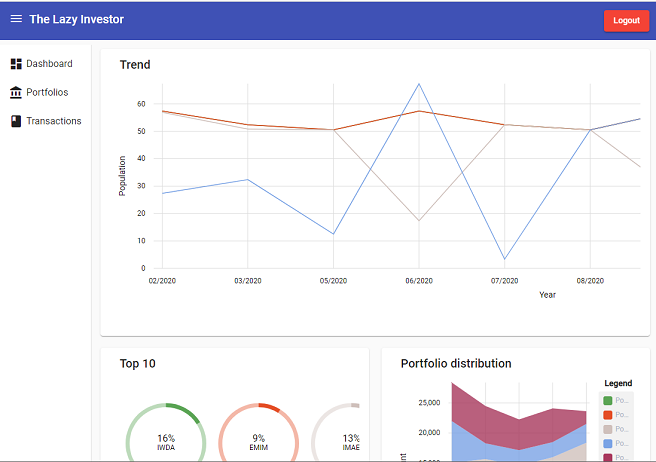 The Lazy Investor
Logout
Dashboard
Portfolios
Transactions
Trend
Population
60
50
40
30
20
10
0
02/2020
03/2020
05/2020
06/2020
07/2020
08/2020
Year
Top 10
16%
IWDA
9%
EMIM
13%
IMAE
Portfolio distribution
25,000
20,000
Legend
Po...
Po...
Po...
Po...
Po...